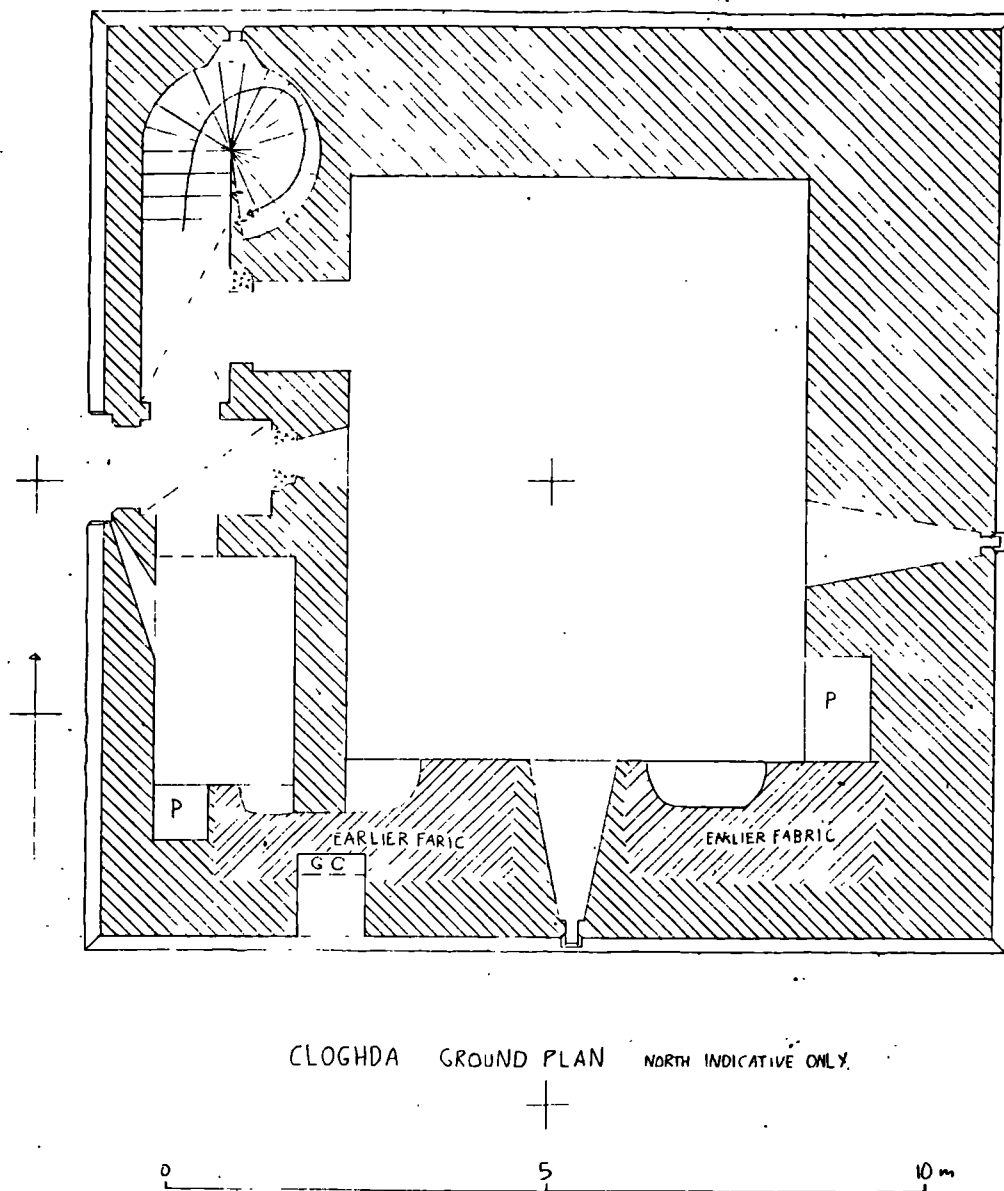 P
P
EARLIER FARIC
EARLIER FABRIC
G C
CLOGHDA GROUND PLAN NORTH INDICATIVE ONLY.
0 5 10 m